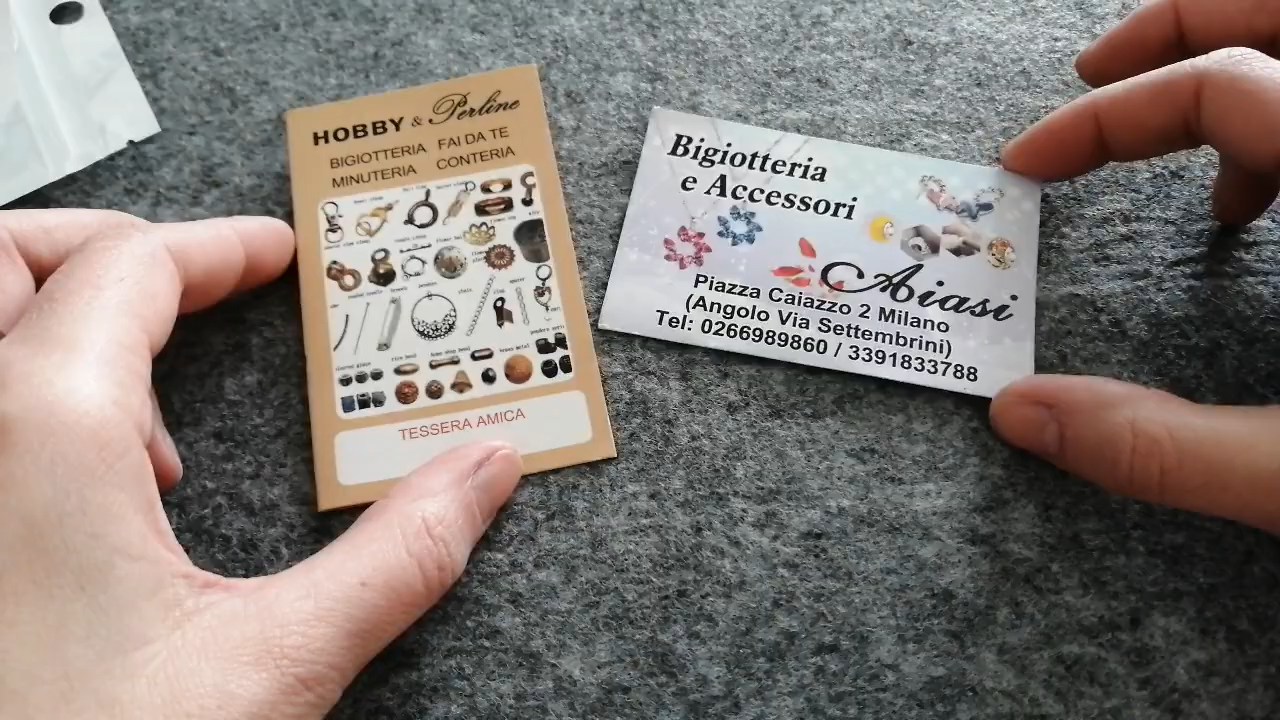 HOBBY & Perline
BIGIOTTERIA FAI DA TE
MINUTERIA CONTERIA
TESSERA AMICA
Bigiotteria
e Accessori
Aiasi
Piazza Caiazzo 2 Milano
(Angolo Via Settembrini)
Tel: 0266989860 / 3391833788